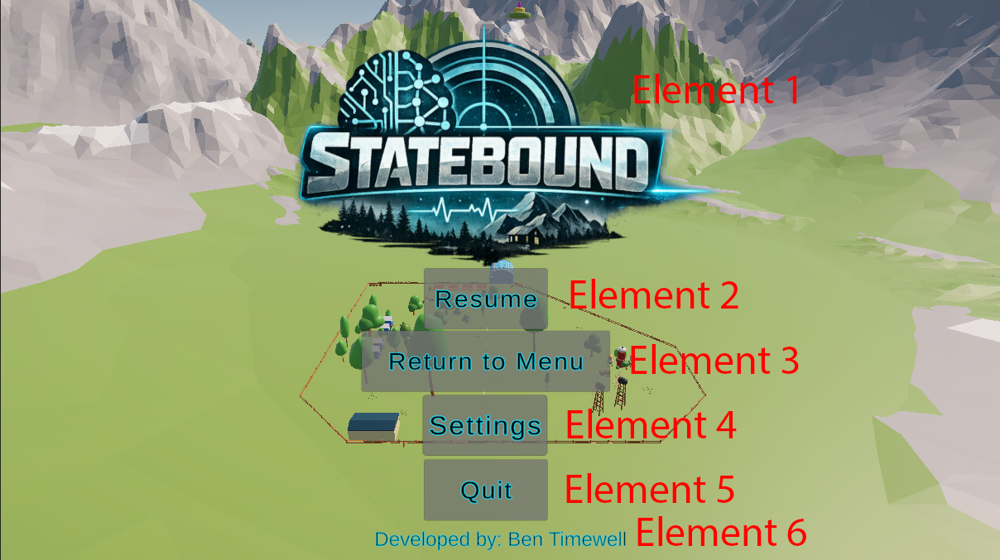 Element 1
STATEBOUND
Resume Element 2
Return to Menu Element 3
Settings Element 4
Quit Element 5
Developed by: Ben Timewell Element 6